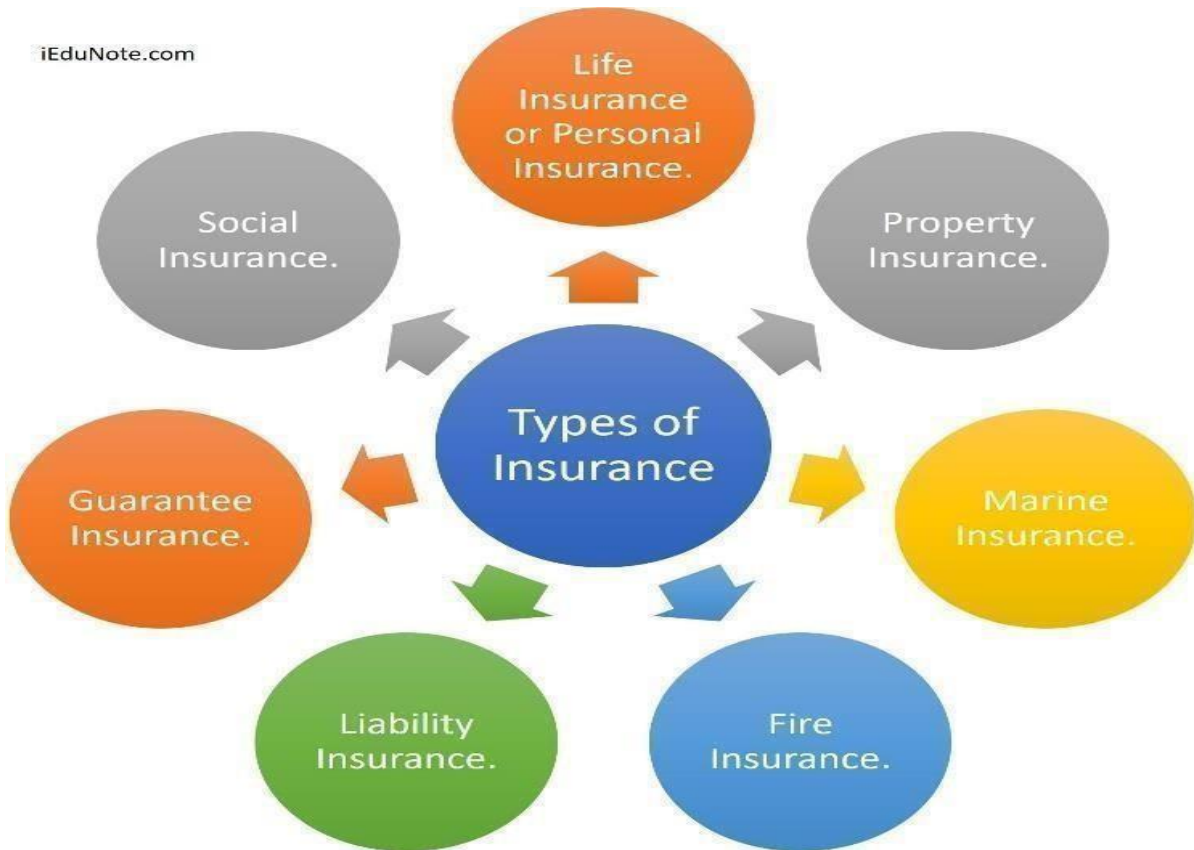 iEduNote.com
Life
Insurance
or Personal
Insurance.
Social
Insurance.
Property
Insurance.
Types of
Insurance
Guarantee
Insurance.
Marine
Insurance.
Liability
Insurance.
Fire
Insurance.